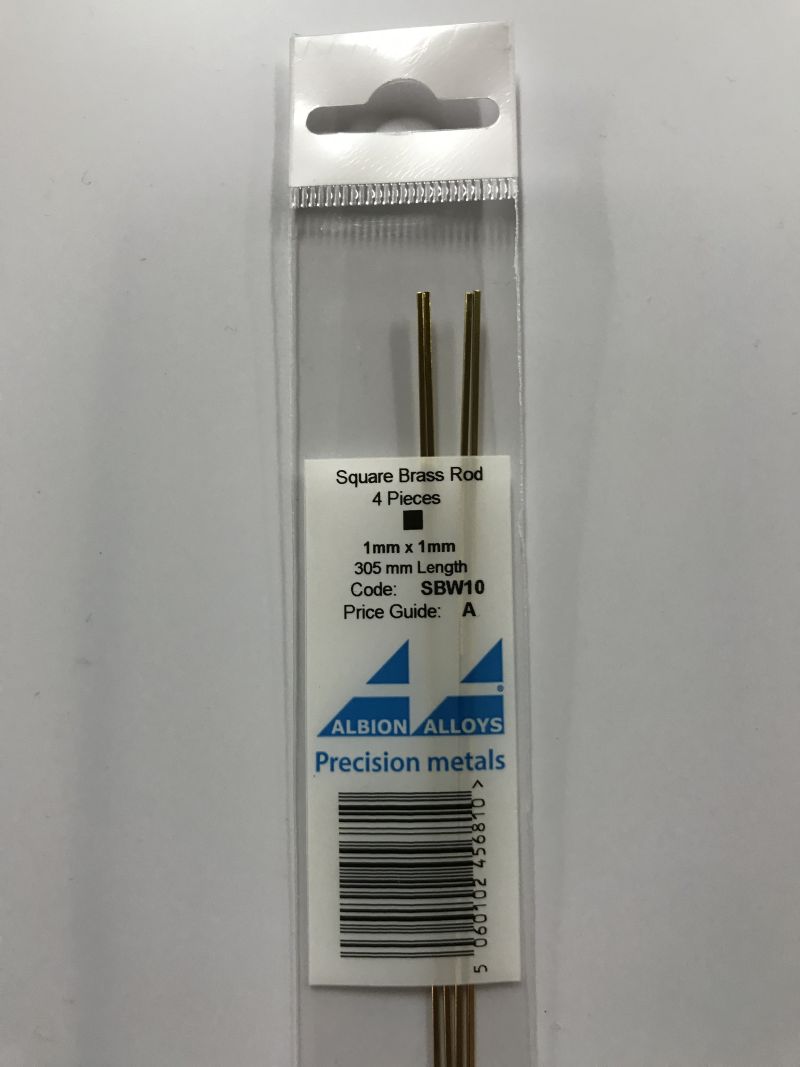 Square Brass Rod
4 Pieces
1mm x 1mm
305 mm Length
Code: SBW10
Price Guide: A
ALBION ALLOYS®
Precision metals
5 060102 456810 >